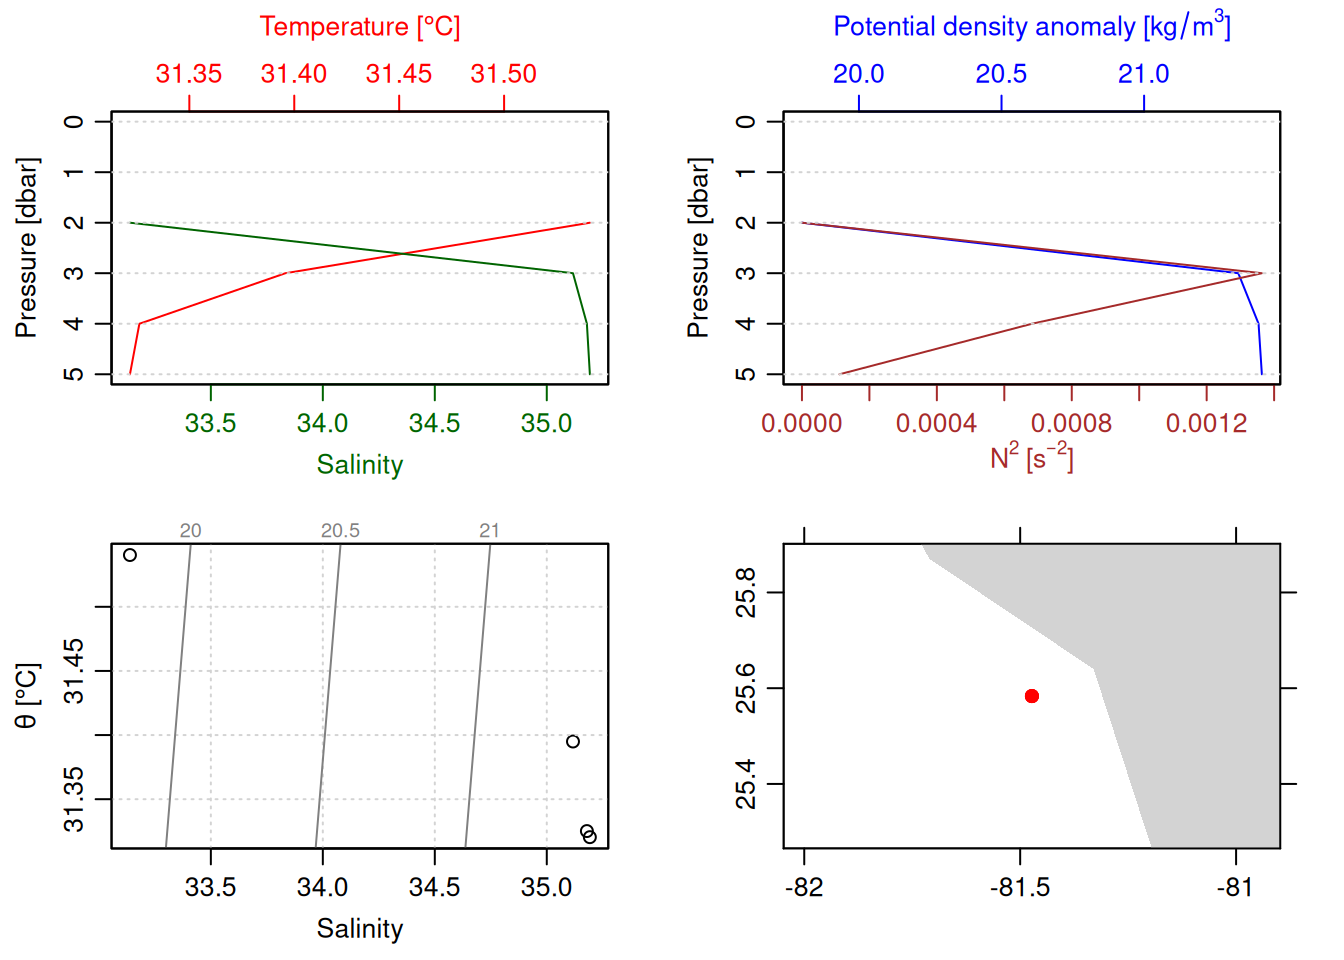 Temperature [°C]
31.35 31.40 31.45 31.50
Pressure [dbar]
0
1
2
3
4
5
33.5 34.0 34.5 35.0
Salinity
Potential density anomaly [kg/m³]
20.0 20.5 21.0
Pressure [dbar]
0
1
2
3
4
5
0.0000 0.0004 0.0008 0.0012
N² [s⁻²]
20 20.5 21
θ [°C]
31.45
31.35
33.5 34.0 34.5 35.0
Salinity
25.8
25.6
25.4
-82 -81.5 -81